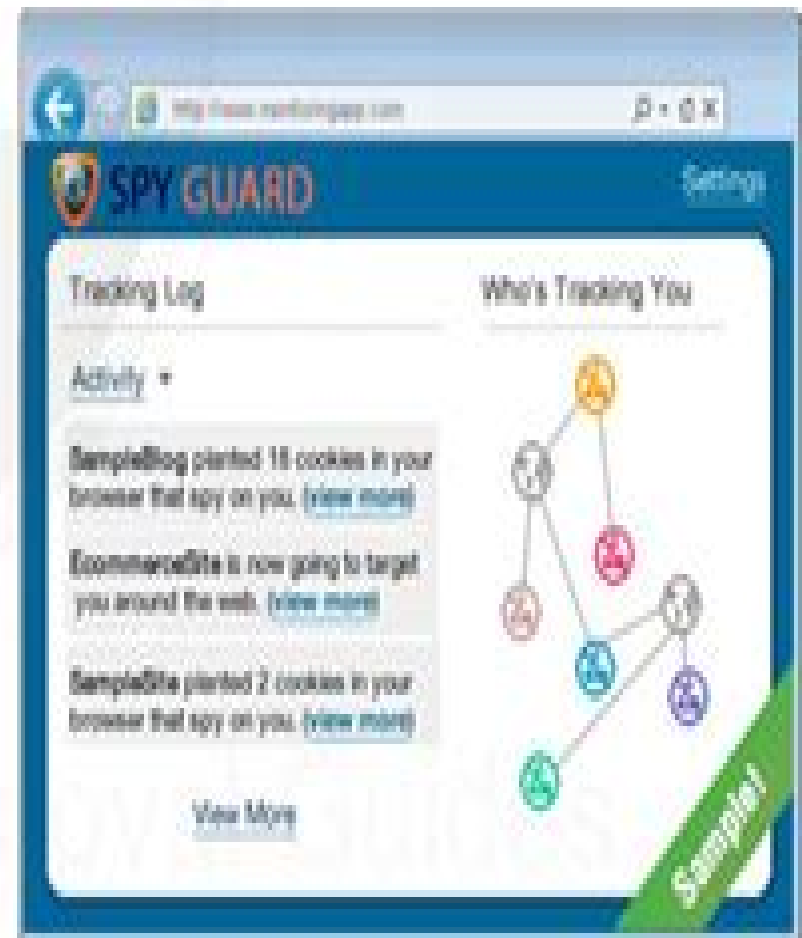 SPY GUARD
Settings
Tracking Log
Activity
SampleBlog planted 16 cookies in your
browser that spy on you. (view more)
EcommerceSite is now going to target
you around the web. (view more)
SampleSite planted 2 cookies in your
browser that spy on you. (view more)
View More
Who's Tracking You
Sample!